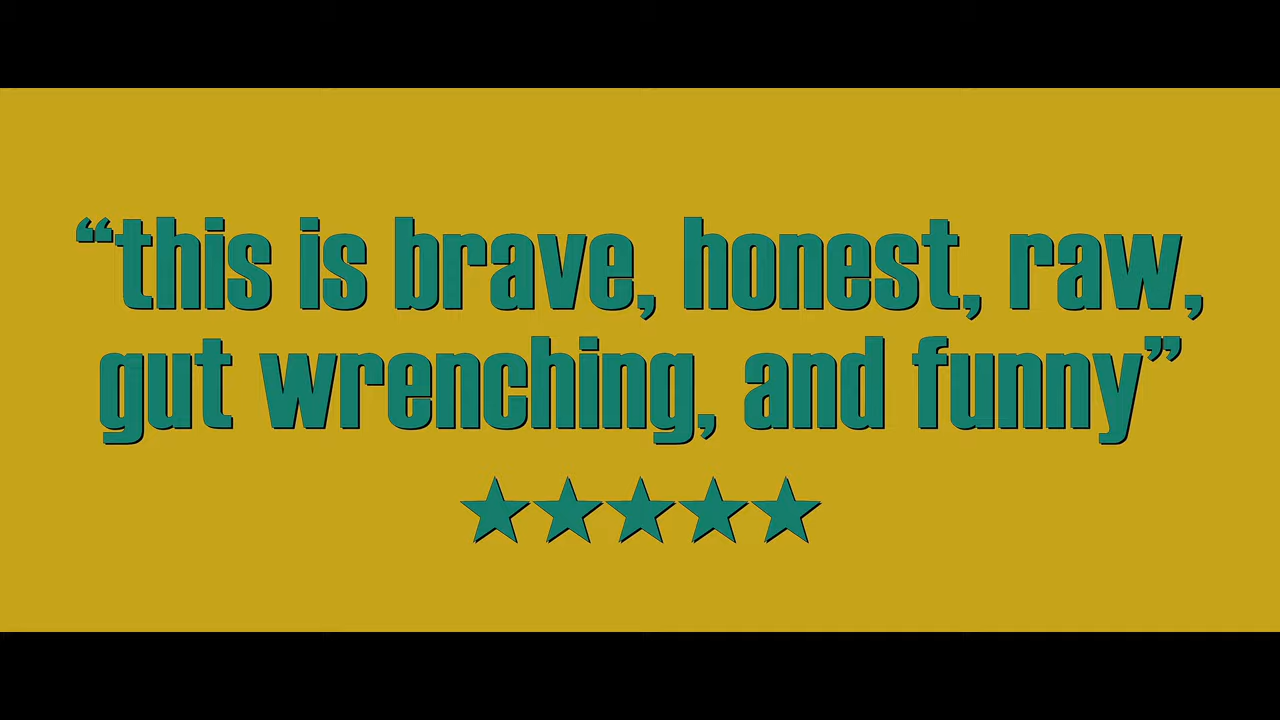 “this is brave, honest, raw,
gut wrenching, and funny”
★★★★★